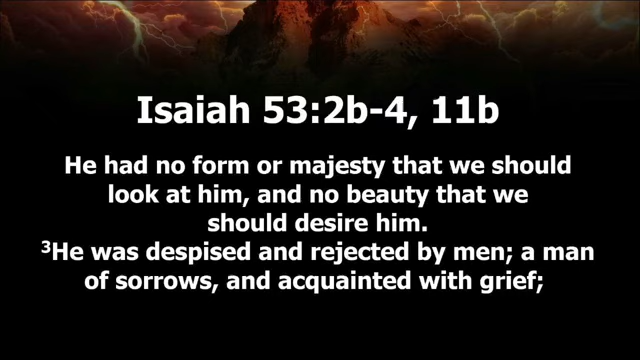 Isaiah 53:2b-4, 11b
He had no form or majesty that we should
look at him, and no beauty that we
should desire him.
³He was despised and rejected by men; a man
of sorrows, and acquainted with grief;